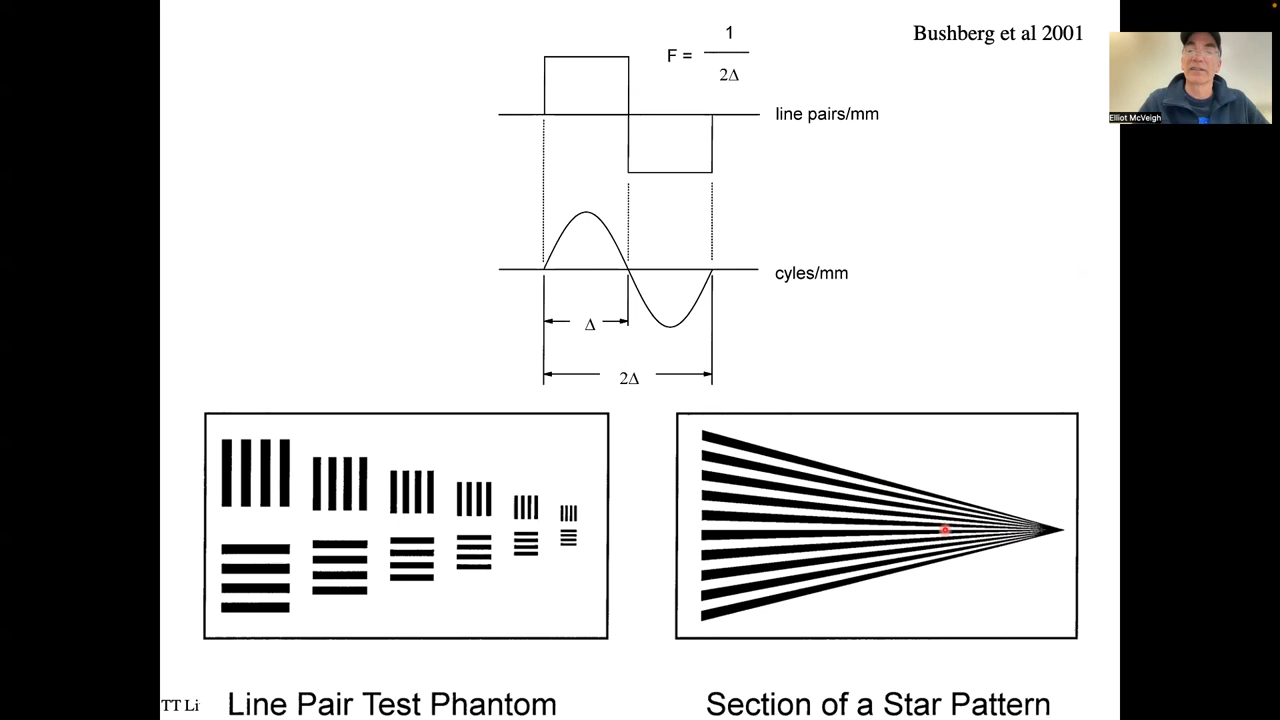 Bushberg et al 2001
F = 1
2Δ
line pairs/mm
cyles/mm
Δ
2Δ
Elliot McVeigh
TT Li
Line Pair Test Phantom
Section of a Star Pattern